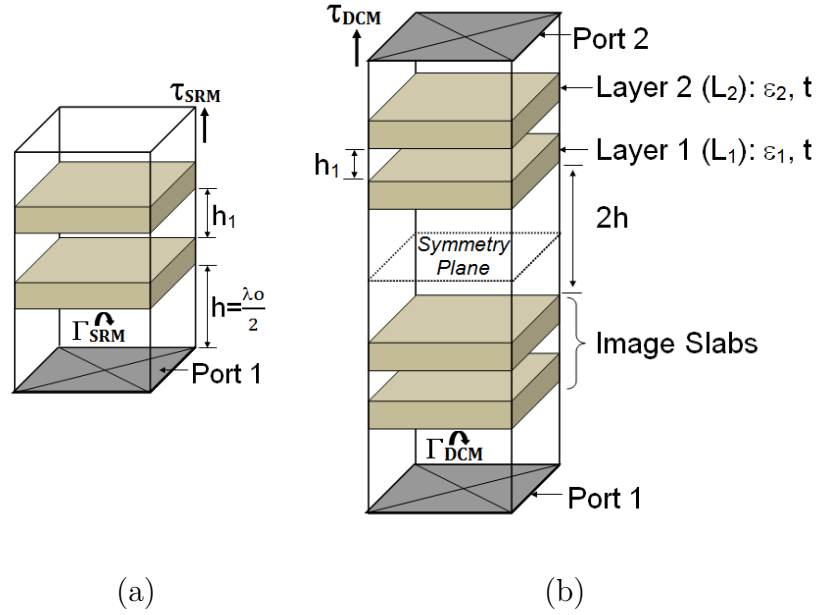 τSRM
h1
h=λo/2
ΓSRM
Port 1
(a)
τDCM
Port 2
Layer 2 (L2): ε2, t
Layer 1 (L1): ε1, t
h1
2h
Symmetry
Plane
Image Slabs
ΓDCM
Port 1
(b)